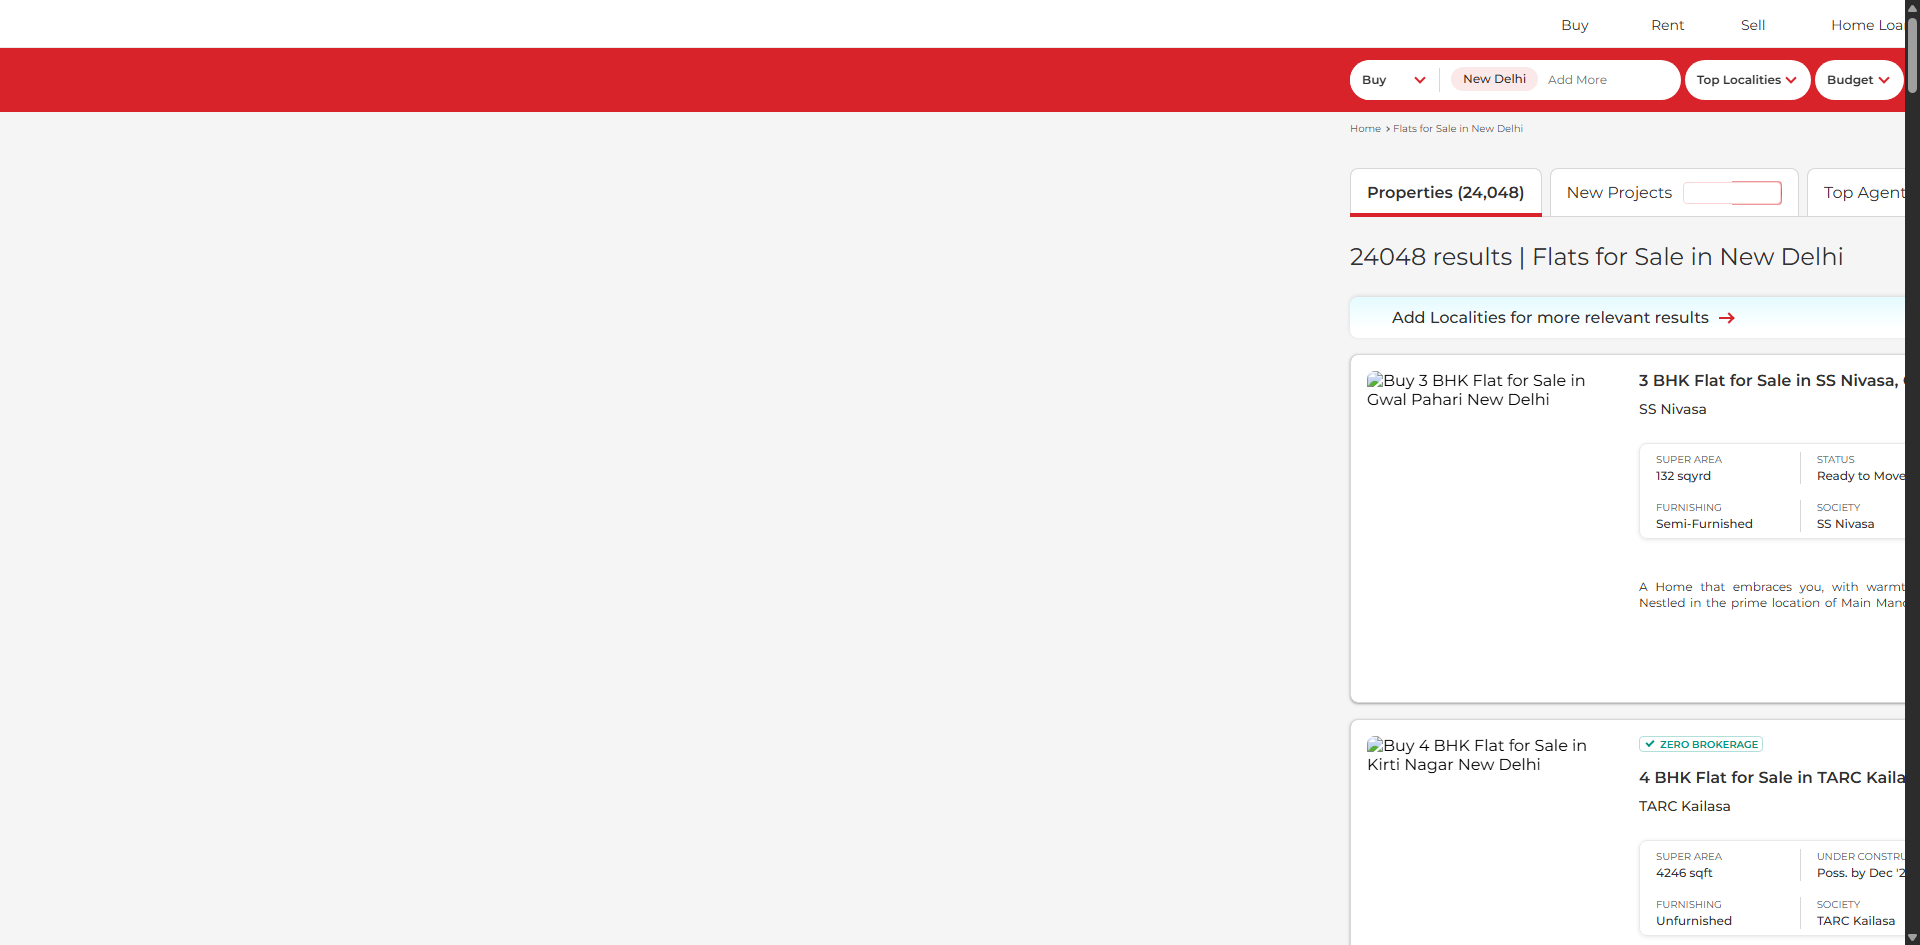 Buy Rent Sell Home Loa
Buy New Delhi Add More Top Localities Budget
Home > Flats for Sale in New Delhi
Properties (24,048) New Projects Top Agent
24048 results | Flats for Sale in New Delhi
Add Localities for more relevant results →
Buy 3 BHK Flat for Sale in
Gwal Pahari New Delhi
3 BHK Flat for Sale in SS Nivasa,
SS Nivasa
SUPER AREA STATUS
132 sqyrd Ready to Move
FURNISHING SOCIETY
Semi-Furnished SS Nivasa
A Home that embraces you, with warmt
Nestled in the prime location of Main Mand
Buy 4 BHK Flat for Sale in
Kirti Nagar New Delhi
ZERO BROKERAGE
4 BHK Flat for Sale in TARC Kaila
TARC Kailasa
SUPER AREA UNDER CONSTRU
4246 sqft Poss. by Dec '2
FURNISHING SOCIETY
Unfurnished TARC Kailasa